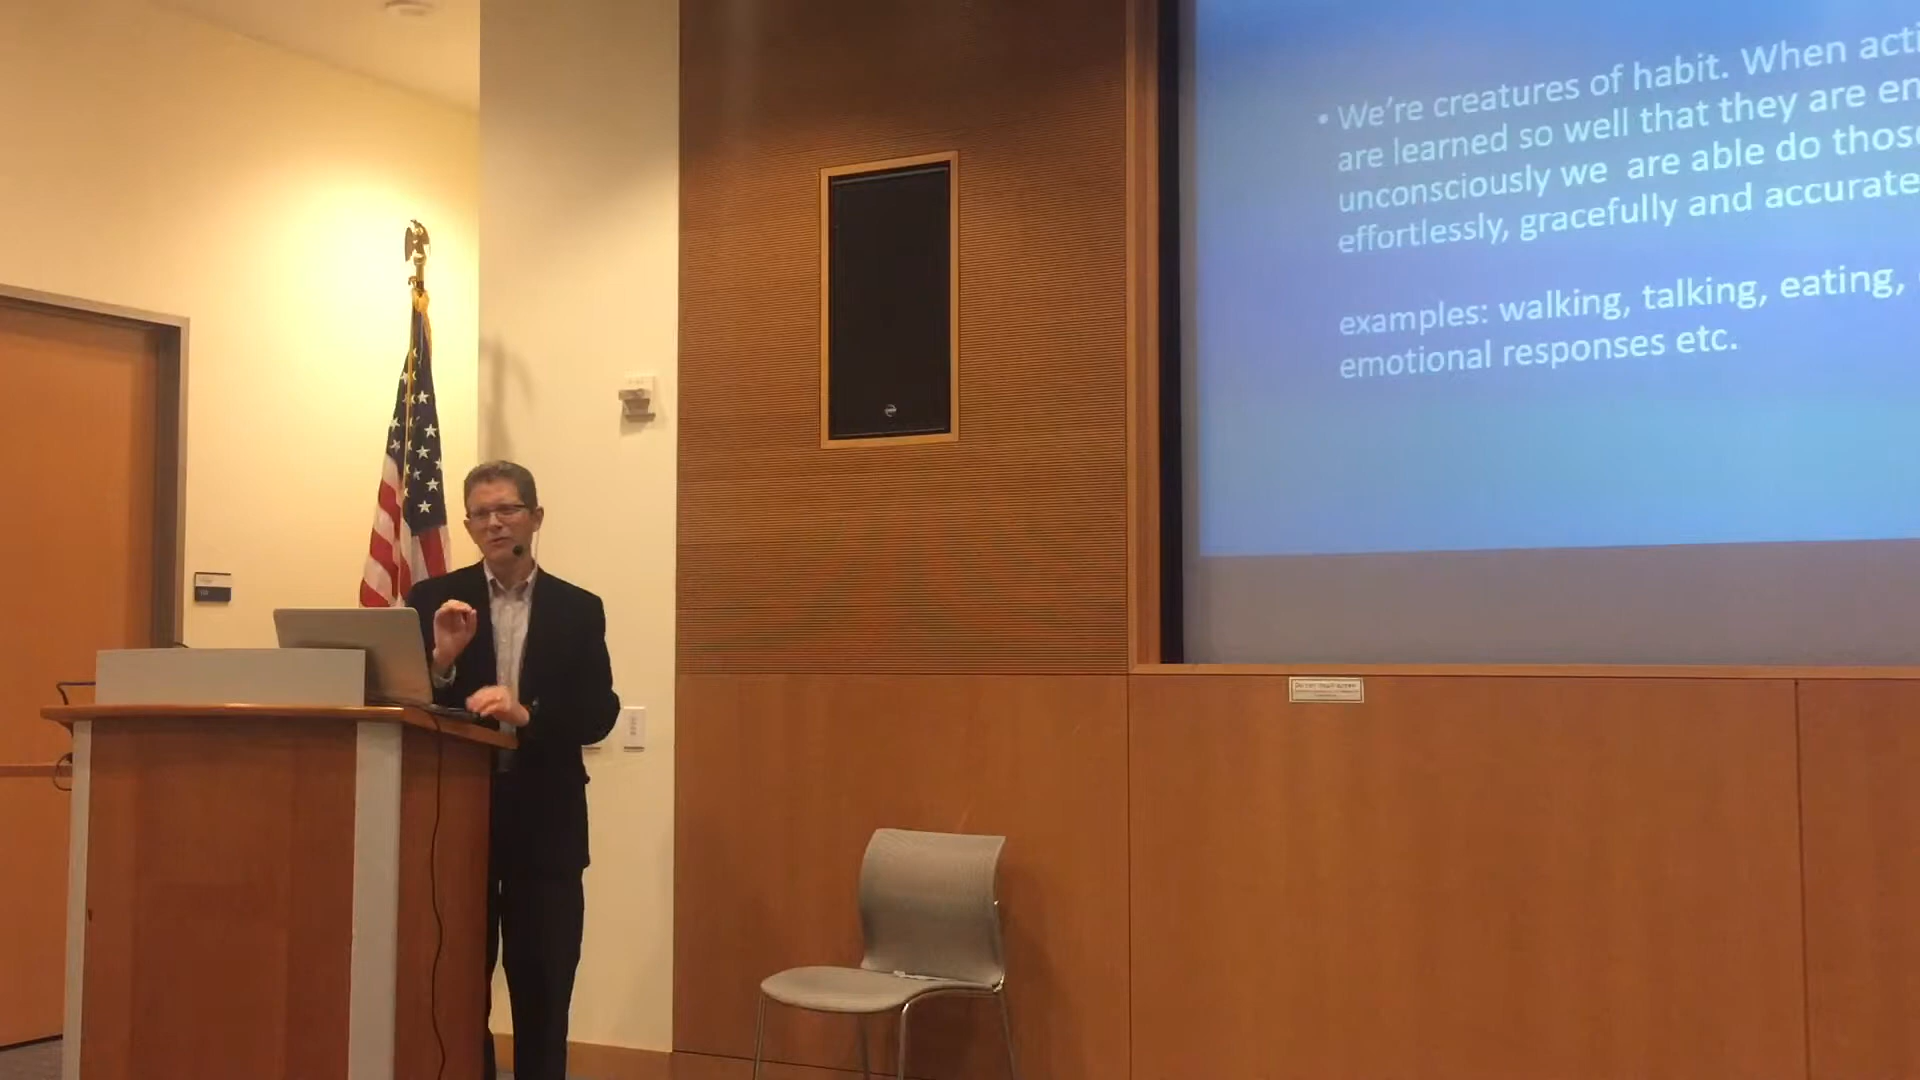 • We're creatures of habit. When acti
are learned so well that they are en
unconsciously we are able do those
effortlessly, gracefully and accurate
examples: walking, talking, eating,
emotional responses etc.